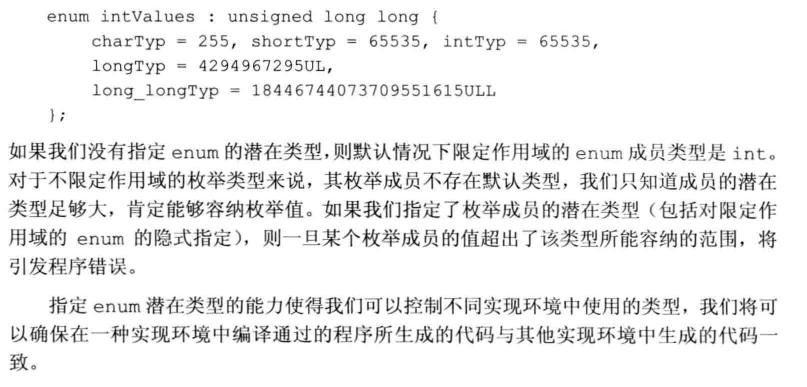 enum intValues : unsigned long long {
charTyp = 255, shortTyp = 65535, intTyp = 65535,
longTyp = 4294967295UL,
long_longTyp = 18446744073709551615ULL
};
如果我们没有指定 enum 的潜在类型,则默认情况下限定作用域的 enum 成员类型是 int。
对于不限定作用域的枚举类型来说，其枚举成员不存在默认类型，我们只知道成员的潜在
类型足够大，肯定能够容纳枚举值。如果我们指定了枚举成员的潜在类型（包括对限定作
用域的 enum 的隐式指定），则一旦某个枚举成员的值超出了该类型所能容纳的范围，将
引发程序错误。
指定 enum 潜在类型的能力使得我们可以控制不同实现环境中使用的类型，我们将可
以确保在一种实现环境中编译通过的程序所生成的代码与其他实现环境中生成的代码一
致。